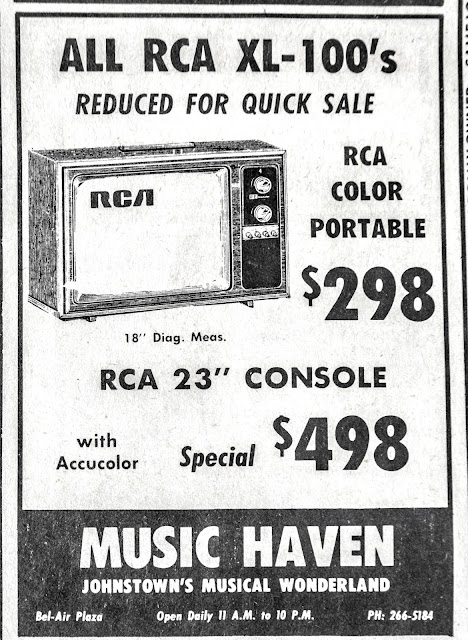 ALL RCA XL-100's
REDUCED FOR QUICK SALE
RCA
RCA
COLOR
PORTABLE
$298
18" Diag. Meas.
RCA 23" CONSOLE
with
Accucolor
Special $498
MUSIC HAVEN
JOHNSTOWN'S MUSICAL WONDERLAND
Bel-Air Plaza Open Daily 11 A.M. to 10 P.M. PH: 266-5184